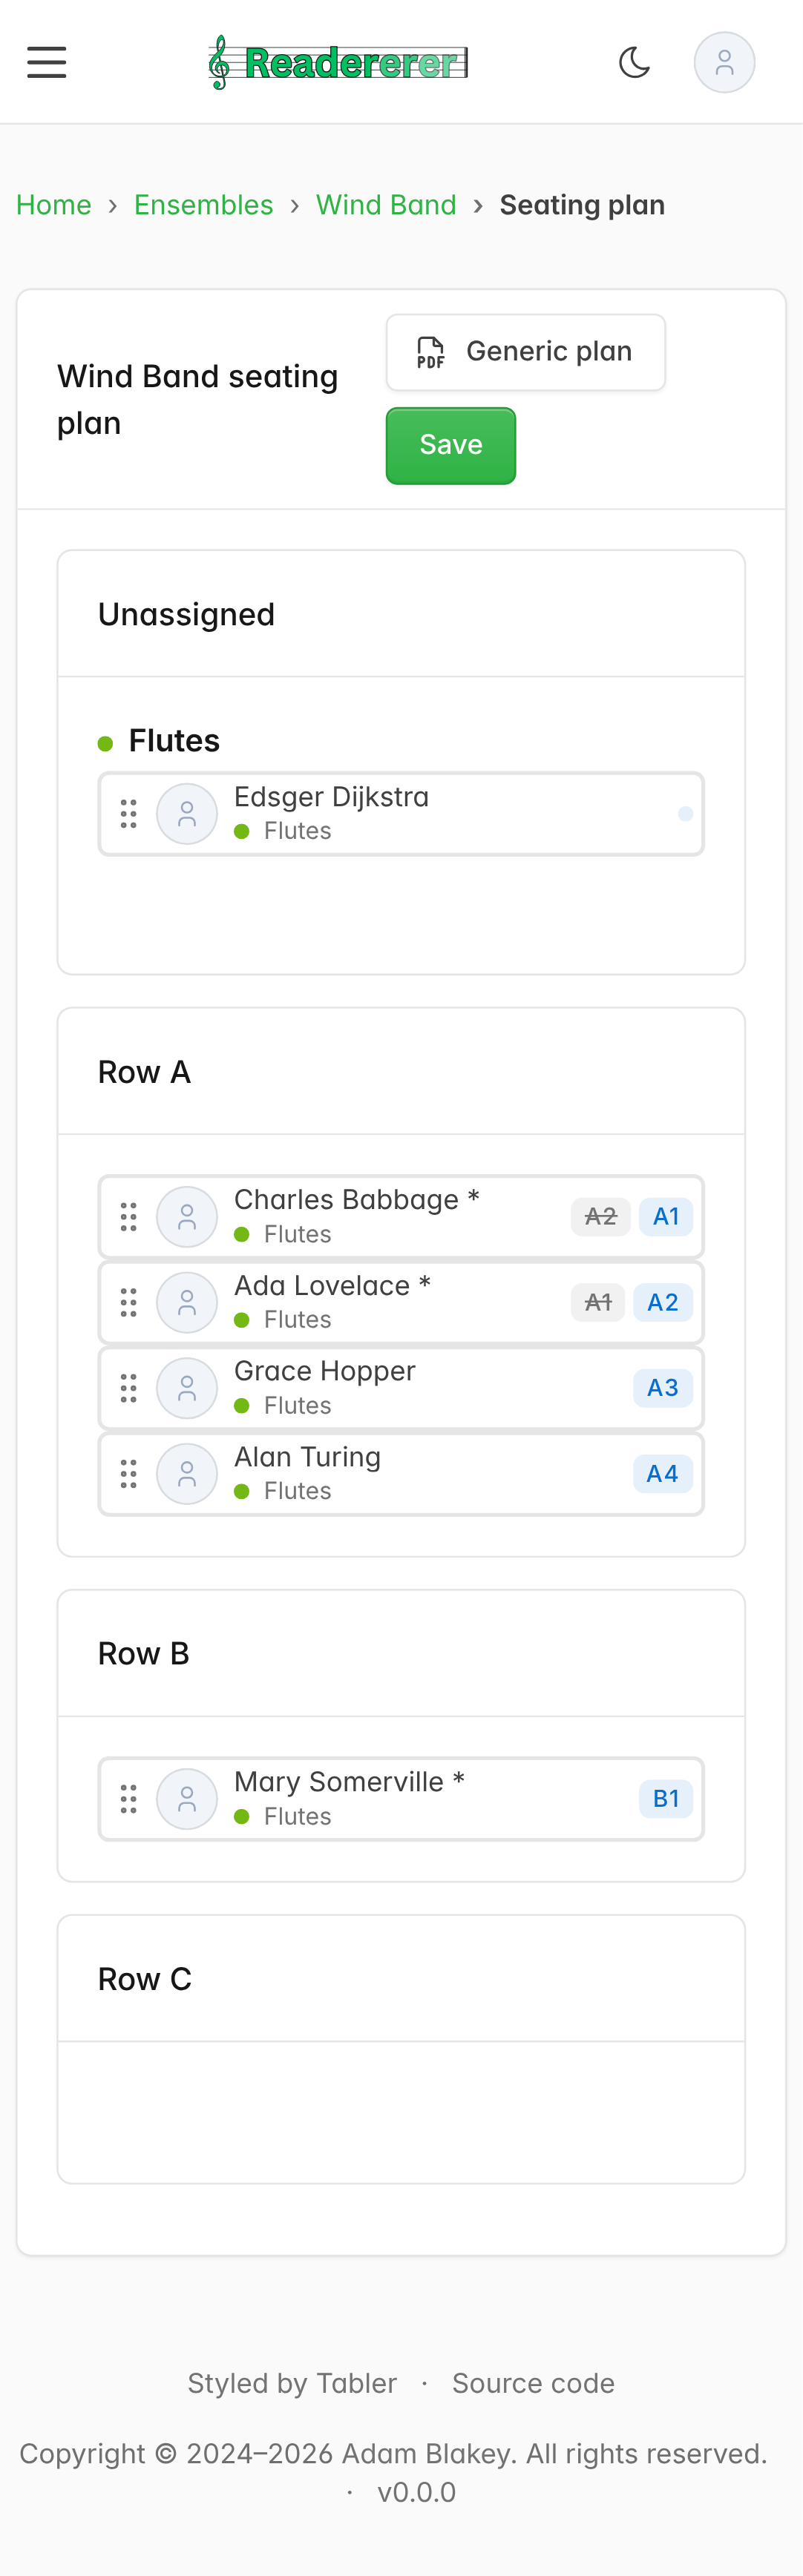 Readererer
Home › Ensembles › Wind Band › Seating plan
Wind Band seating
plan
PDF Generic plan
Save
Unassigned
Flutes
Edsger Dijkstra
Flutes
Row A
Charles Babbage *
Flutes
A2 A1
Ada Lovelace *
Flutes
A1 A2
Grace Hopper
Flutes
A3
Alan Turing
Flutes
A4
Row B
Mary Somerville *
Flutes
B1
Row C
Styled by Tabler · Source code
Copyright © 2024–2026 Adam Blakey. All rights reserved.
· v0.0.0